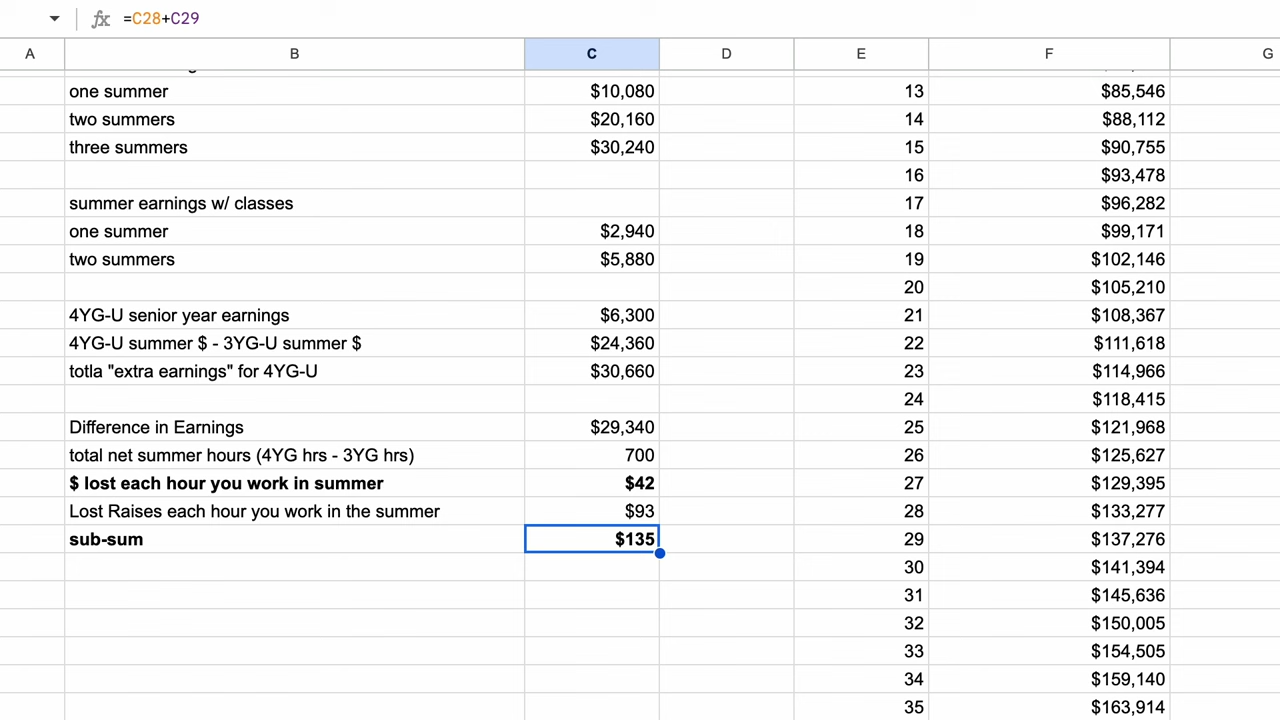 fx =C28+C29
A B C D E F G
one summer $10,080 13 $85,546
two summers $20,160 14 $88,112
three summers $30,240 15 $90,755
16 $93,478
summer earnings w/ classes 17 $96,282
one summer $2,940 18 $99,171
two summers $5,880 19 $102,146
20 $105,210
4YG-U senior year earnings $6,300 21 $108,367
4YG-U summer $ - 3YG-U summer $ $24,360 22 $111,618
totla "extra earnings" for 4YG-U $30,660 23 $114,966
24 $118,415
Difference in Earnings $29,340 25 $121,968
total net summer hours (4YG hrs - 3YG hrs) 700 26 $125,627
$ lost each hour you work in summer $42 27 $129,395
Lost Raises each hour you work in the summer $93 28 $133,277
sub-sum $135 29 $137,276
30 $141,394
31 $145,636
32 $150,005
33 $154,505
34 $159,140
35 $163,914